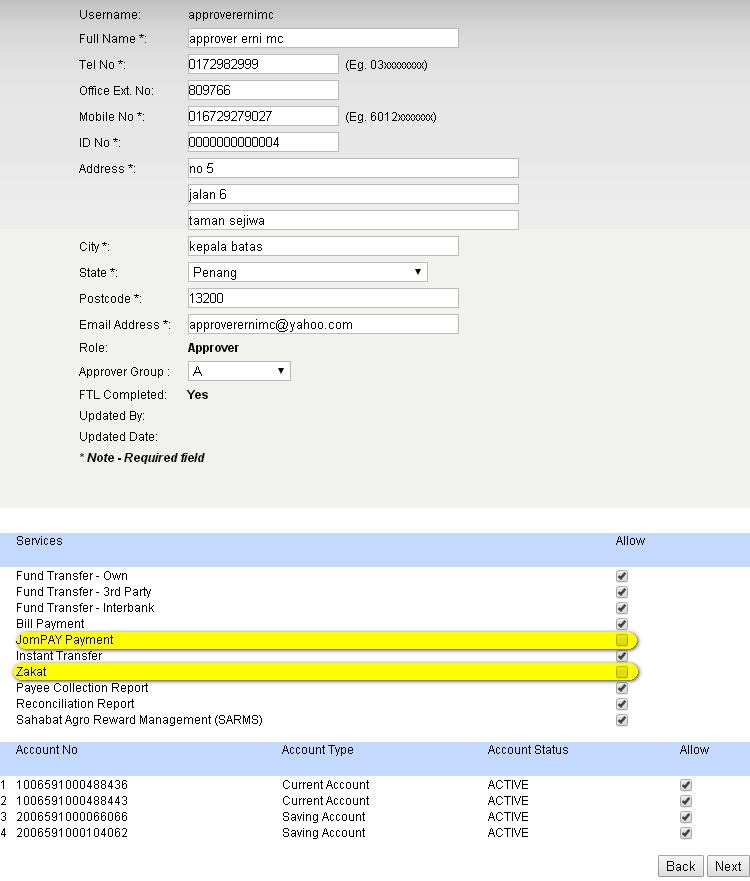 Username: approverernimc
Full Name *: approver erni mc
Tel No *: 0172982999 (Eg. 03xxxxxxxx)
Office Ext. No: 809766
Mobile No *: 016729279027 (Eg. 6012xxxxxxx)
ID No *: 0000000000004
Address *: no 5
jalan 6
taman sejiwa
City *: kepala batas
State *: Penang
Postcode *: 13200
Email Address *: approverernimc@yahoo.com
Role: Approver
Approver Group : A
FTL Completed: Yes
Updated By:
Updated Date:
* Note - Required field
Services Allow
Fund Transfer - Own
Fund Transfer - 3rd Party
Fund Transfer - Interbank
Bill Payment
JomPAY Payment
Instant Transfer
Zakat
Payee Collection Report
Reconciliation Report
Sahabat Agro Reward Management (SARMS)
Account No Account Type Account Status Allow
1 1006591000488436 Current Account ACTIVE
2 1006591000488443 Current Account ACTIVE
3 2006591000066066 Saving Account ACTIVE
4 2006591000104062 Saving Account ACTIVE
Back Next